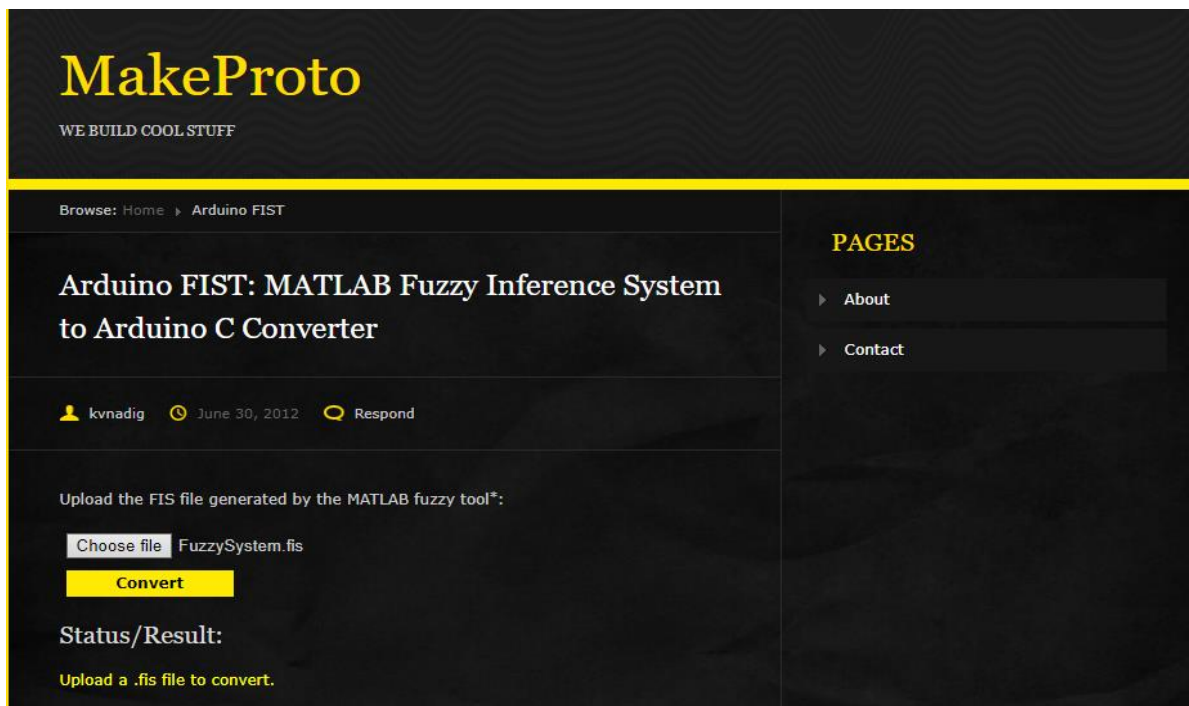 MakeProto
WE BUILD COOL STUFF
Browse: Home Arduino FIST
Arduino FIST: MATLAB Fuzzy Inference System
to Arduino C Converter
kvnadig June 30, 2012 Respond
Upload the FIS file generated by the MATLAB fuzzy tool*:
Choose file FuzzySystem.fis
Convert
Status/Result:
Upload a .fis file to convert.
PAGES
About
Contact